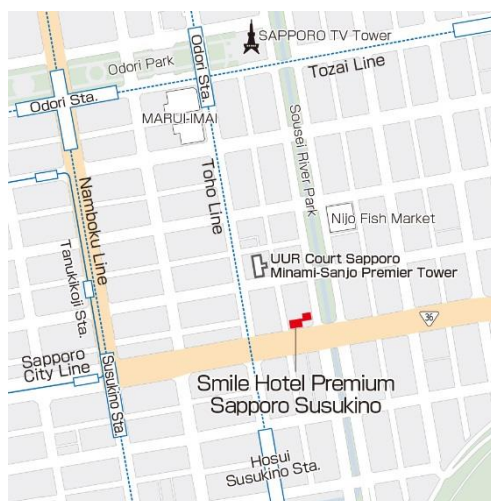 SAPPORO TV Tower
Odori Park
Tozai Line
Odori Sta.
Odori Sta.
MARUI-IMAI
Sousei River Park
Toho Line
Namboku Line
Nijo Fish Market
UUR Court Sapporo
Minami-Sanjo Premier Tower
Tanukikoji Sta.
36
Sapporo
City Line
Susukino Sta.
Smile Hotel Premium
Sapporo Susukino
Hosui
Susukino Sta.